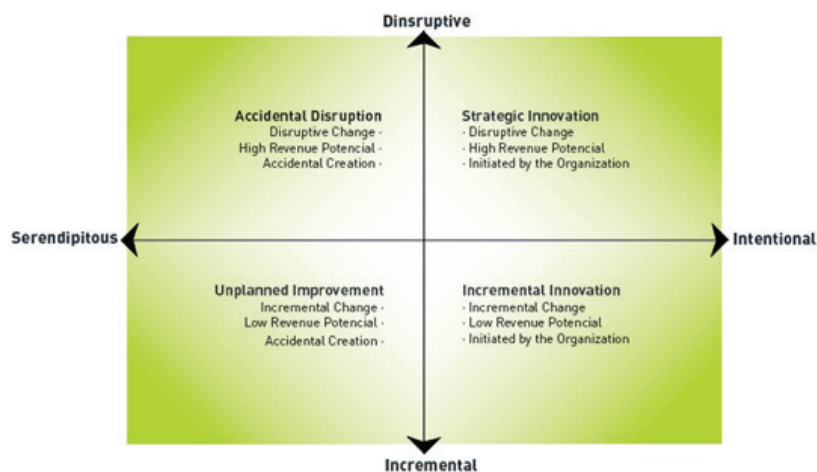 Dinsruptive
Accidental Disruption
Disruptive Change ·
High Revenue Potencial ·
Accidental Creation ·
Strategic Innovation
· Disruptive Change
· High Revenue Potencial
· Initiated by the Organization
Serendipitous
Intentional
Unplanned Improvement
Incremental Change ·
Low Revenue Potencial ·
Accidental Creation ·
Incremental Innovation
· Incremental Change
· Low Revenue Potencial
· Initiated by the Organization
Incremental